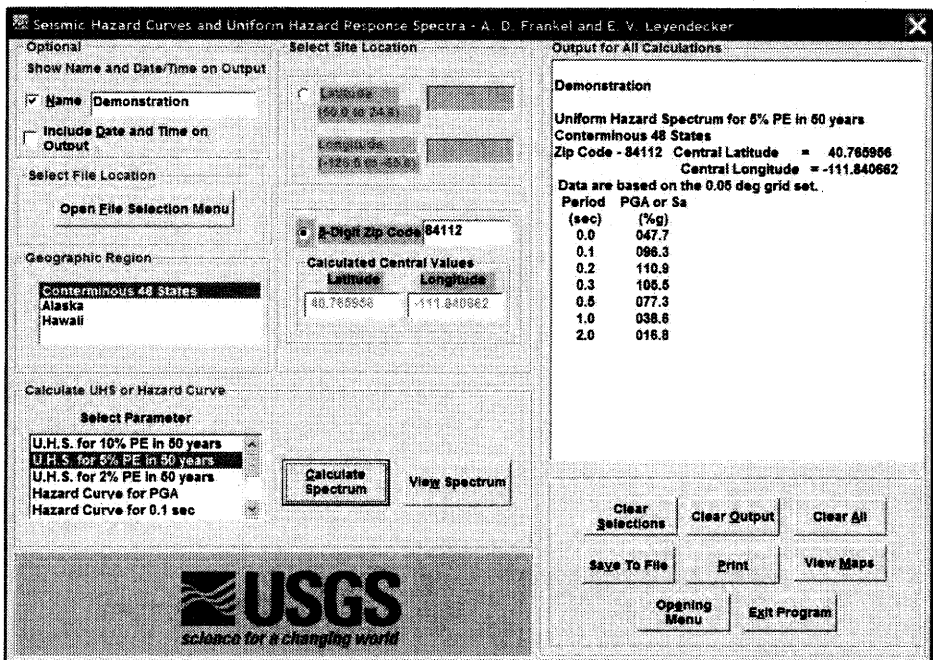 Seismic Hazard Curves and Uniform Hazard Response Spectra - A. D. Frankel and E. V. Leyendecker
Optional
Show Name and Date/Time on Output
Name Demonstration
Include Date and Time on
Output
Select File Location
Open File Selection Menu
Geographic Region
Conterminous 48 States
Alaska
Hawaii
Select Site Location
Latitude
(50.0 to 24.6)
Longitude
5-Digit Zip Code 84112
Calculated Central Values
Latitude Longitude
40.765956 -111.840662
Calculate UHS or Hazard Curve
Select Parameter
U.H.S. for 10% PE in 50 years
U.H.S. for 5% PE in 50 years
U.H.S. for 2% PE in 50 years
Hazard Curve for PGA
Hazard Curve for 0.1 sec
Calculate
Spectrum
View Spectrum
USGS
science for a changing world
Output for All Calculations
Demonstration
Uniform Hazard Spectrum for 5% PE in 50 years
Conterminous 48 States
Zip Code - 84112 Central Latitude = 40.765956
Central Longitude = -111.840662
Data are based on the 0.05 deg grid set.
Period PGA or Sa
(sec) (%g)
0.0 047.7
0.1 096.3
0.2 110.9
0.3 105.5
0.5 077.3
1.0 038.6
2.0 016.8
Clear
Selections
Clear Output
Clear All
Save To File
Print
View Maps
Opening
Menu
Exit Program